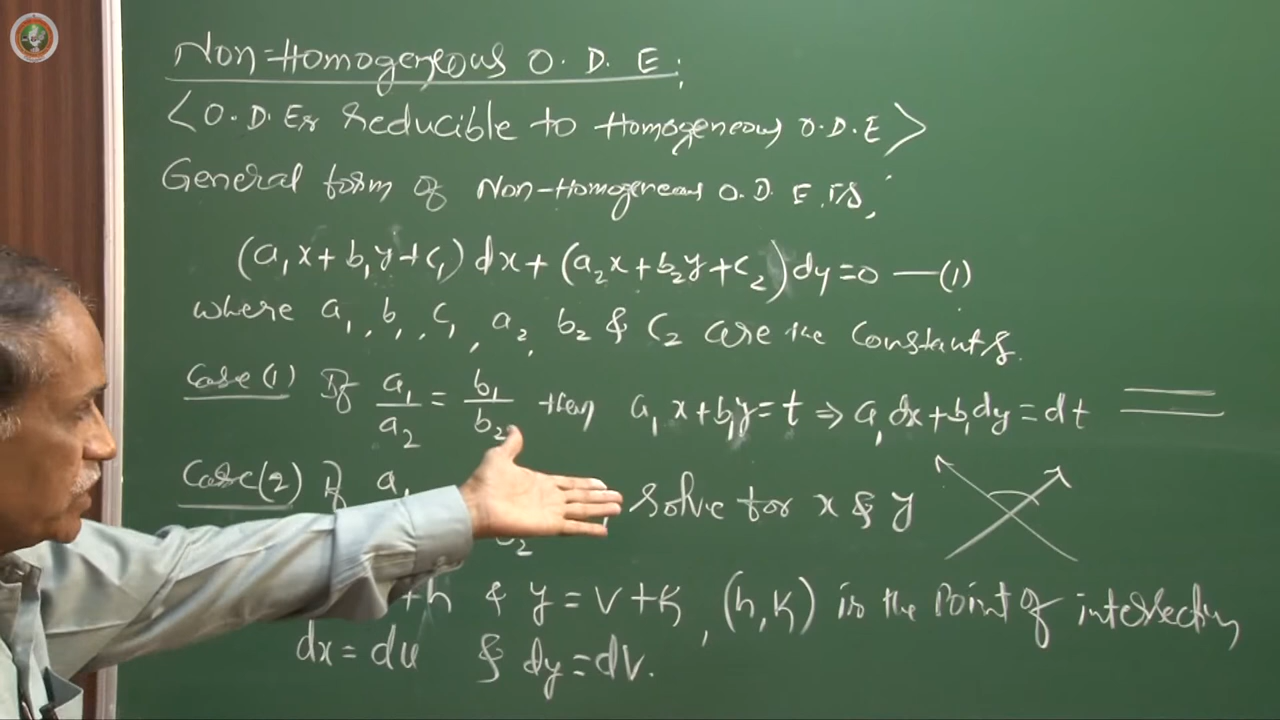 Non-Homogeneous O. D. E:
<O.D.Es reducible to Homogeneous O.D.E>
General form of Non-Homogeneous O. D. E. is,
(a₁x + b₁y + c₁) dx + (a₂x + b₂y + c₂) dy = 0 — (1)
where a₁, b₁, c₁, a₂, b₂ & c₂ are the constants.
Case (1) If a₁/a₂ = b₁/b₂ then a₁x + b₁y = t ⇒ a₁dx + b₁dy = dt
Case (2) If a₁ solve for x & y
+h & y = v + k, (h, k) is the point of intersection
dx = du & dy = dv.